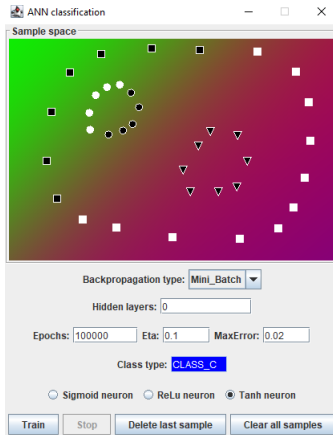 ANN classification
Sample space
Backpropagation type: Mini_Batch
Hidden layers: 0
Epochs: 100000 Eta: 0.1 MaxError: 0.02
Class type: CLASS_C
Sigmoid neuron ReLu neuron Tanh neuron
Train Stop Delete last sample Clear all samples